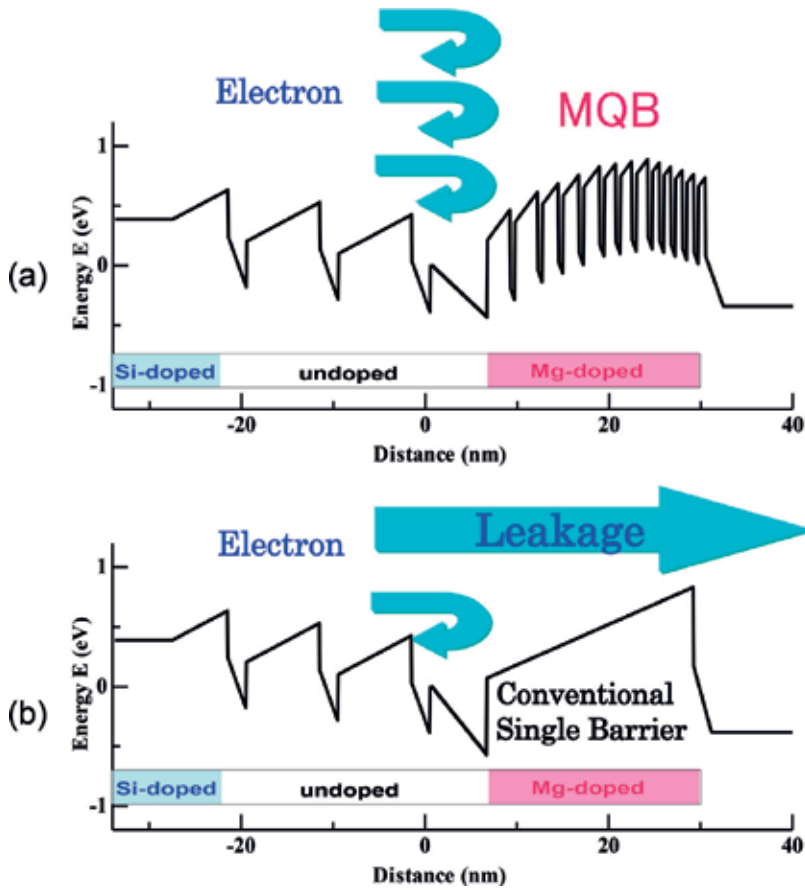 Electron
MQB
1
0
-1
Energy E (eV)
(a)
Si-doped
undoped
Mg-doped
-20
0
20
40
Distance (nm)
Leakage
Electron
1
0
-1
Energy E (eV)
(b)
Conventional
Single Barrier
Si-doped
undoped
Mg-doped
-20
0
20
40
Distance (nm)